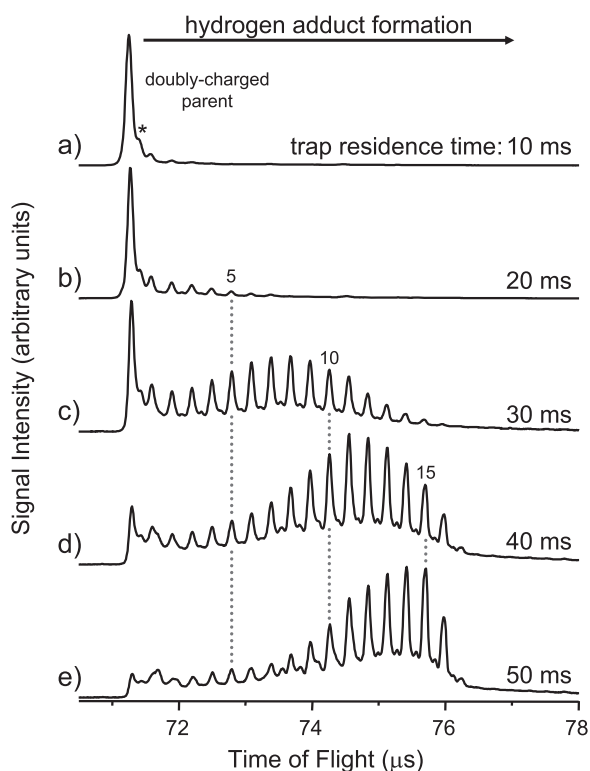 hydrogen adduct formation
doubly-charged
parent
*
a)
trap residence time: 10 ms
b)
5
20 ms
c)
10
30 ms
d)
15
40 ms
e)
50 ms
Signal Intensity (arbitrary units)
72 74 76 78
Time of Flight (μs)